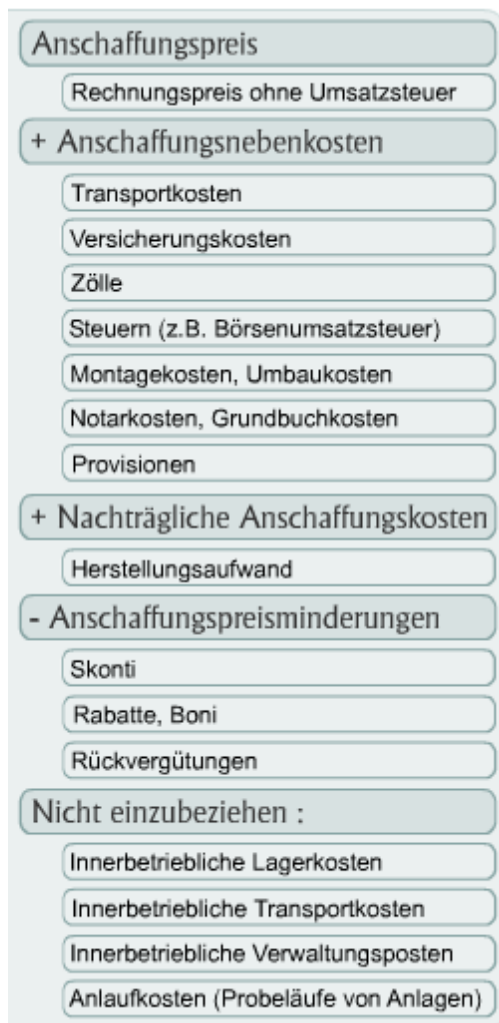 Anschaffungspreis
Rechnungspreis ohne Umsatzsteuer
+ Anschaffungsnebenkosten
Transportkosten
Versicherungskosten
Zölle
Steuern (z.B. Börsenumsatzsteuer)
Montagekosten, Umbaukosten
Notarkosten, Grundbuchkosten
Provisionen
+ Nachträgliche Anschaffungskosten
Herstellungsaufwand
- Anschaffungspreisminderungen
Skonti
Rabatte, Boni
Rückvergütungen
Nicht einzubeziehen :
Innerbetriebliche Lagerkosten
Innerbetriebliche Transportkosten
Innerbetriebliche Verwaltungsposten
Anlaufkosten (Probeläufe von Anlagen)